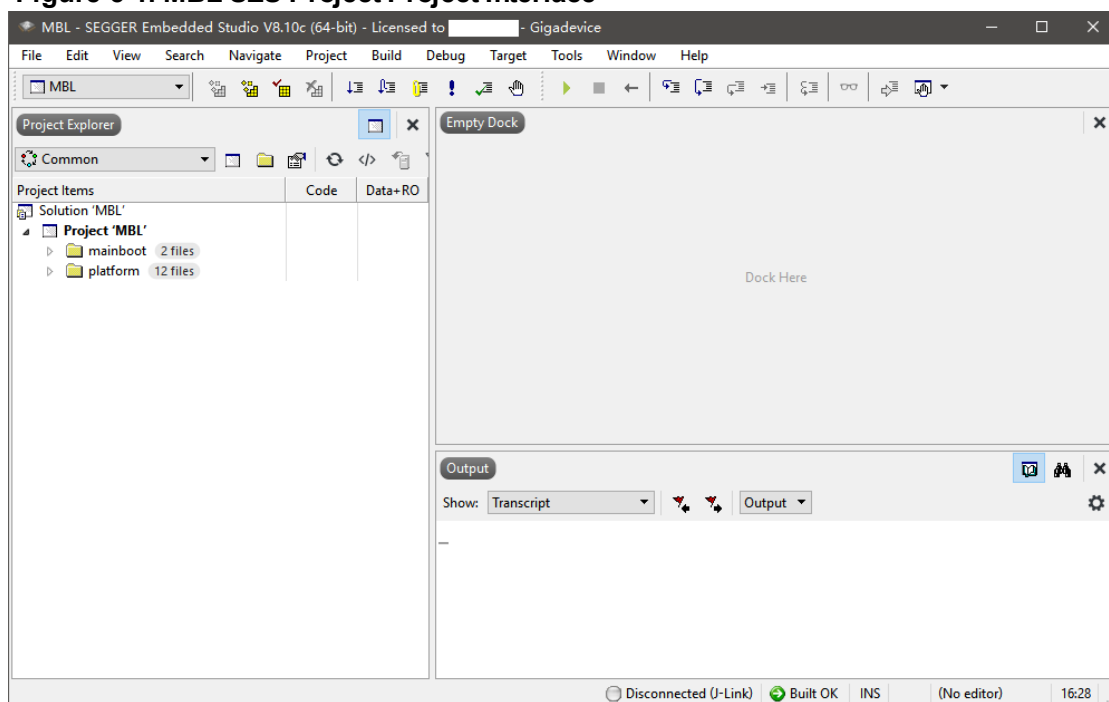 MBL - SEGGER Embedded Studio V8.10c (64-bit) - Licensed to - Gigadevice
File Edit View Search Navigate Project Build Debug Target Tools Window Help
MBL
Project Explorer
Empty Dock
Common
Project Items Code Data+RO
Solution 'MBL'
Project 'MBL'
mainboot 2 files
platform 12 files
Dock Here
Output
Show: Transcript Output
Disconnected (J-Link) Built OK INS (No editor) 16:28